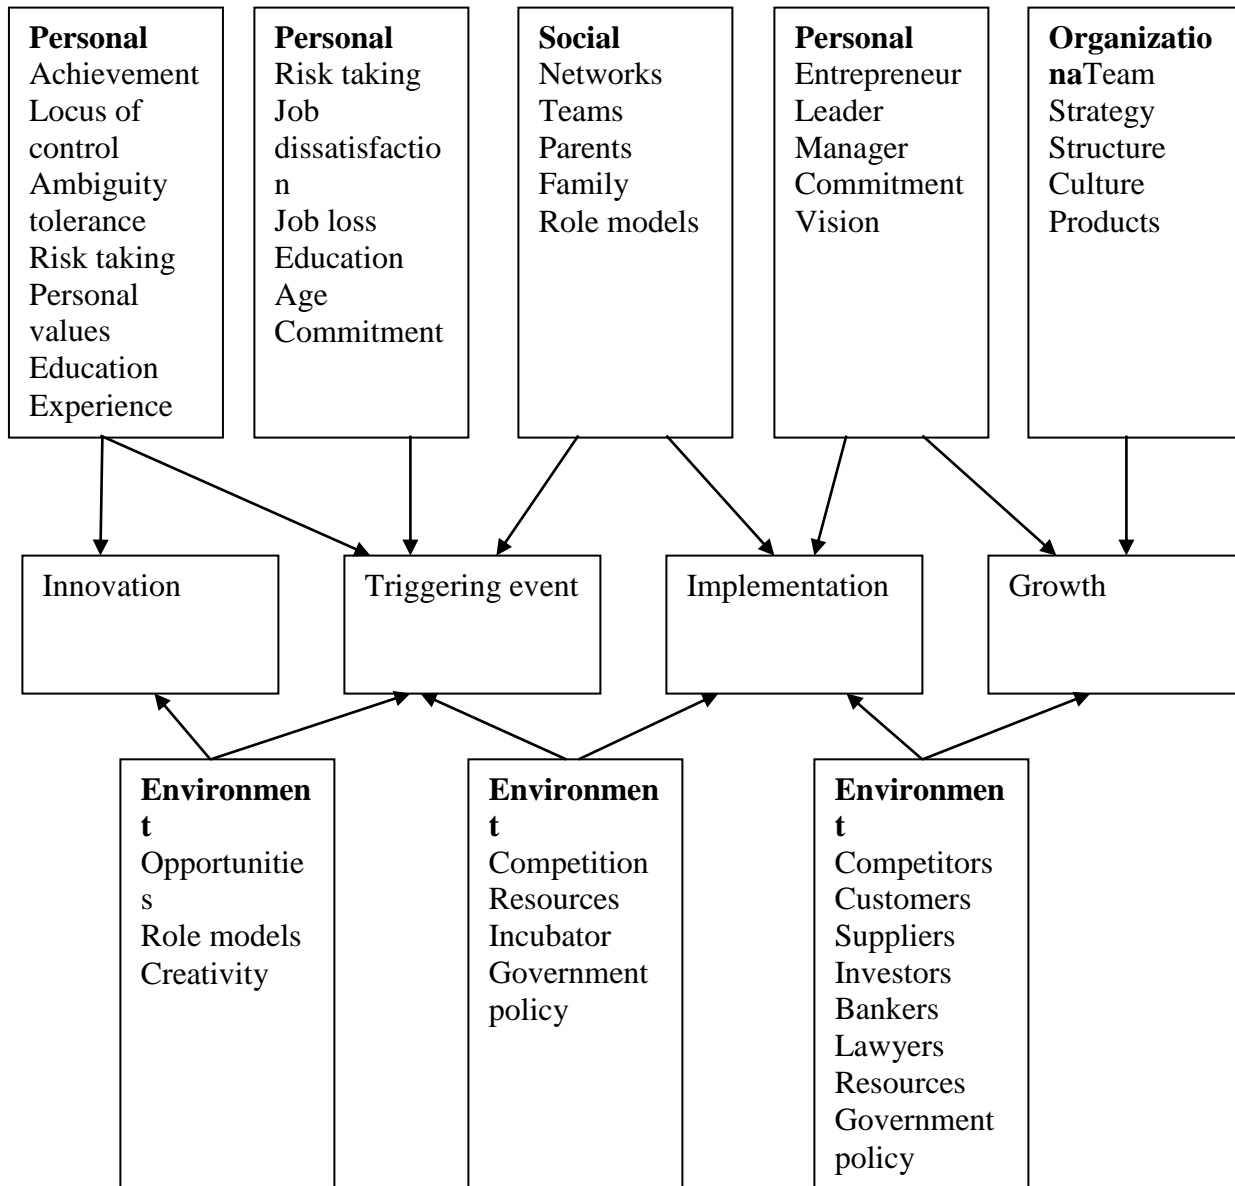 Personal
Achievement
Locus of
control
Ambiguity
tolerance
Risk taking
Personal
values
Education
Experience
Personal
Risk taking
Job
dissatisfactio
n
Job loss
Education
Age
Commitment
Social
Networks
Teams
Parents
Family
Role models
Personal
Entrepreneur
Leader
Manager
Commitment
Vision
Organizatio
naTeam
Strategy
Structure
Culture
Products
Innovation
Triggering event
Implementation
Growth
Environmen
t
Opportunitie
s
Role models
Creativity
Environmen
t
Competition
Resources
Incubator
Government
policy
Environmen
t
Competitors
Customers
Suppliers
Investors
Bankers
Lawyers
Resources
Government
policy